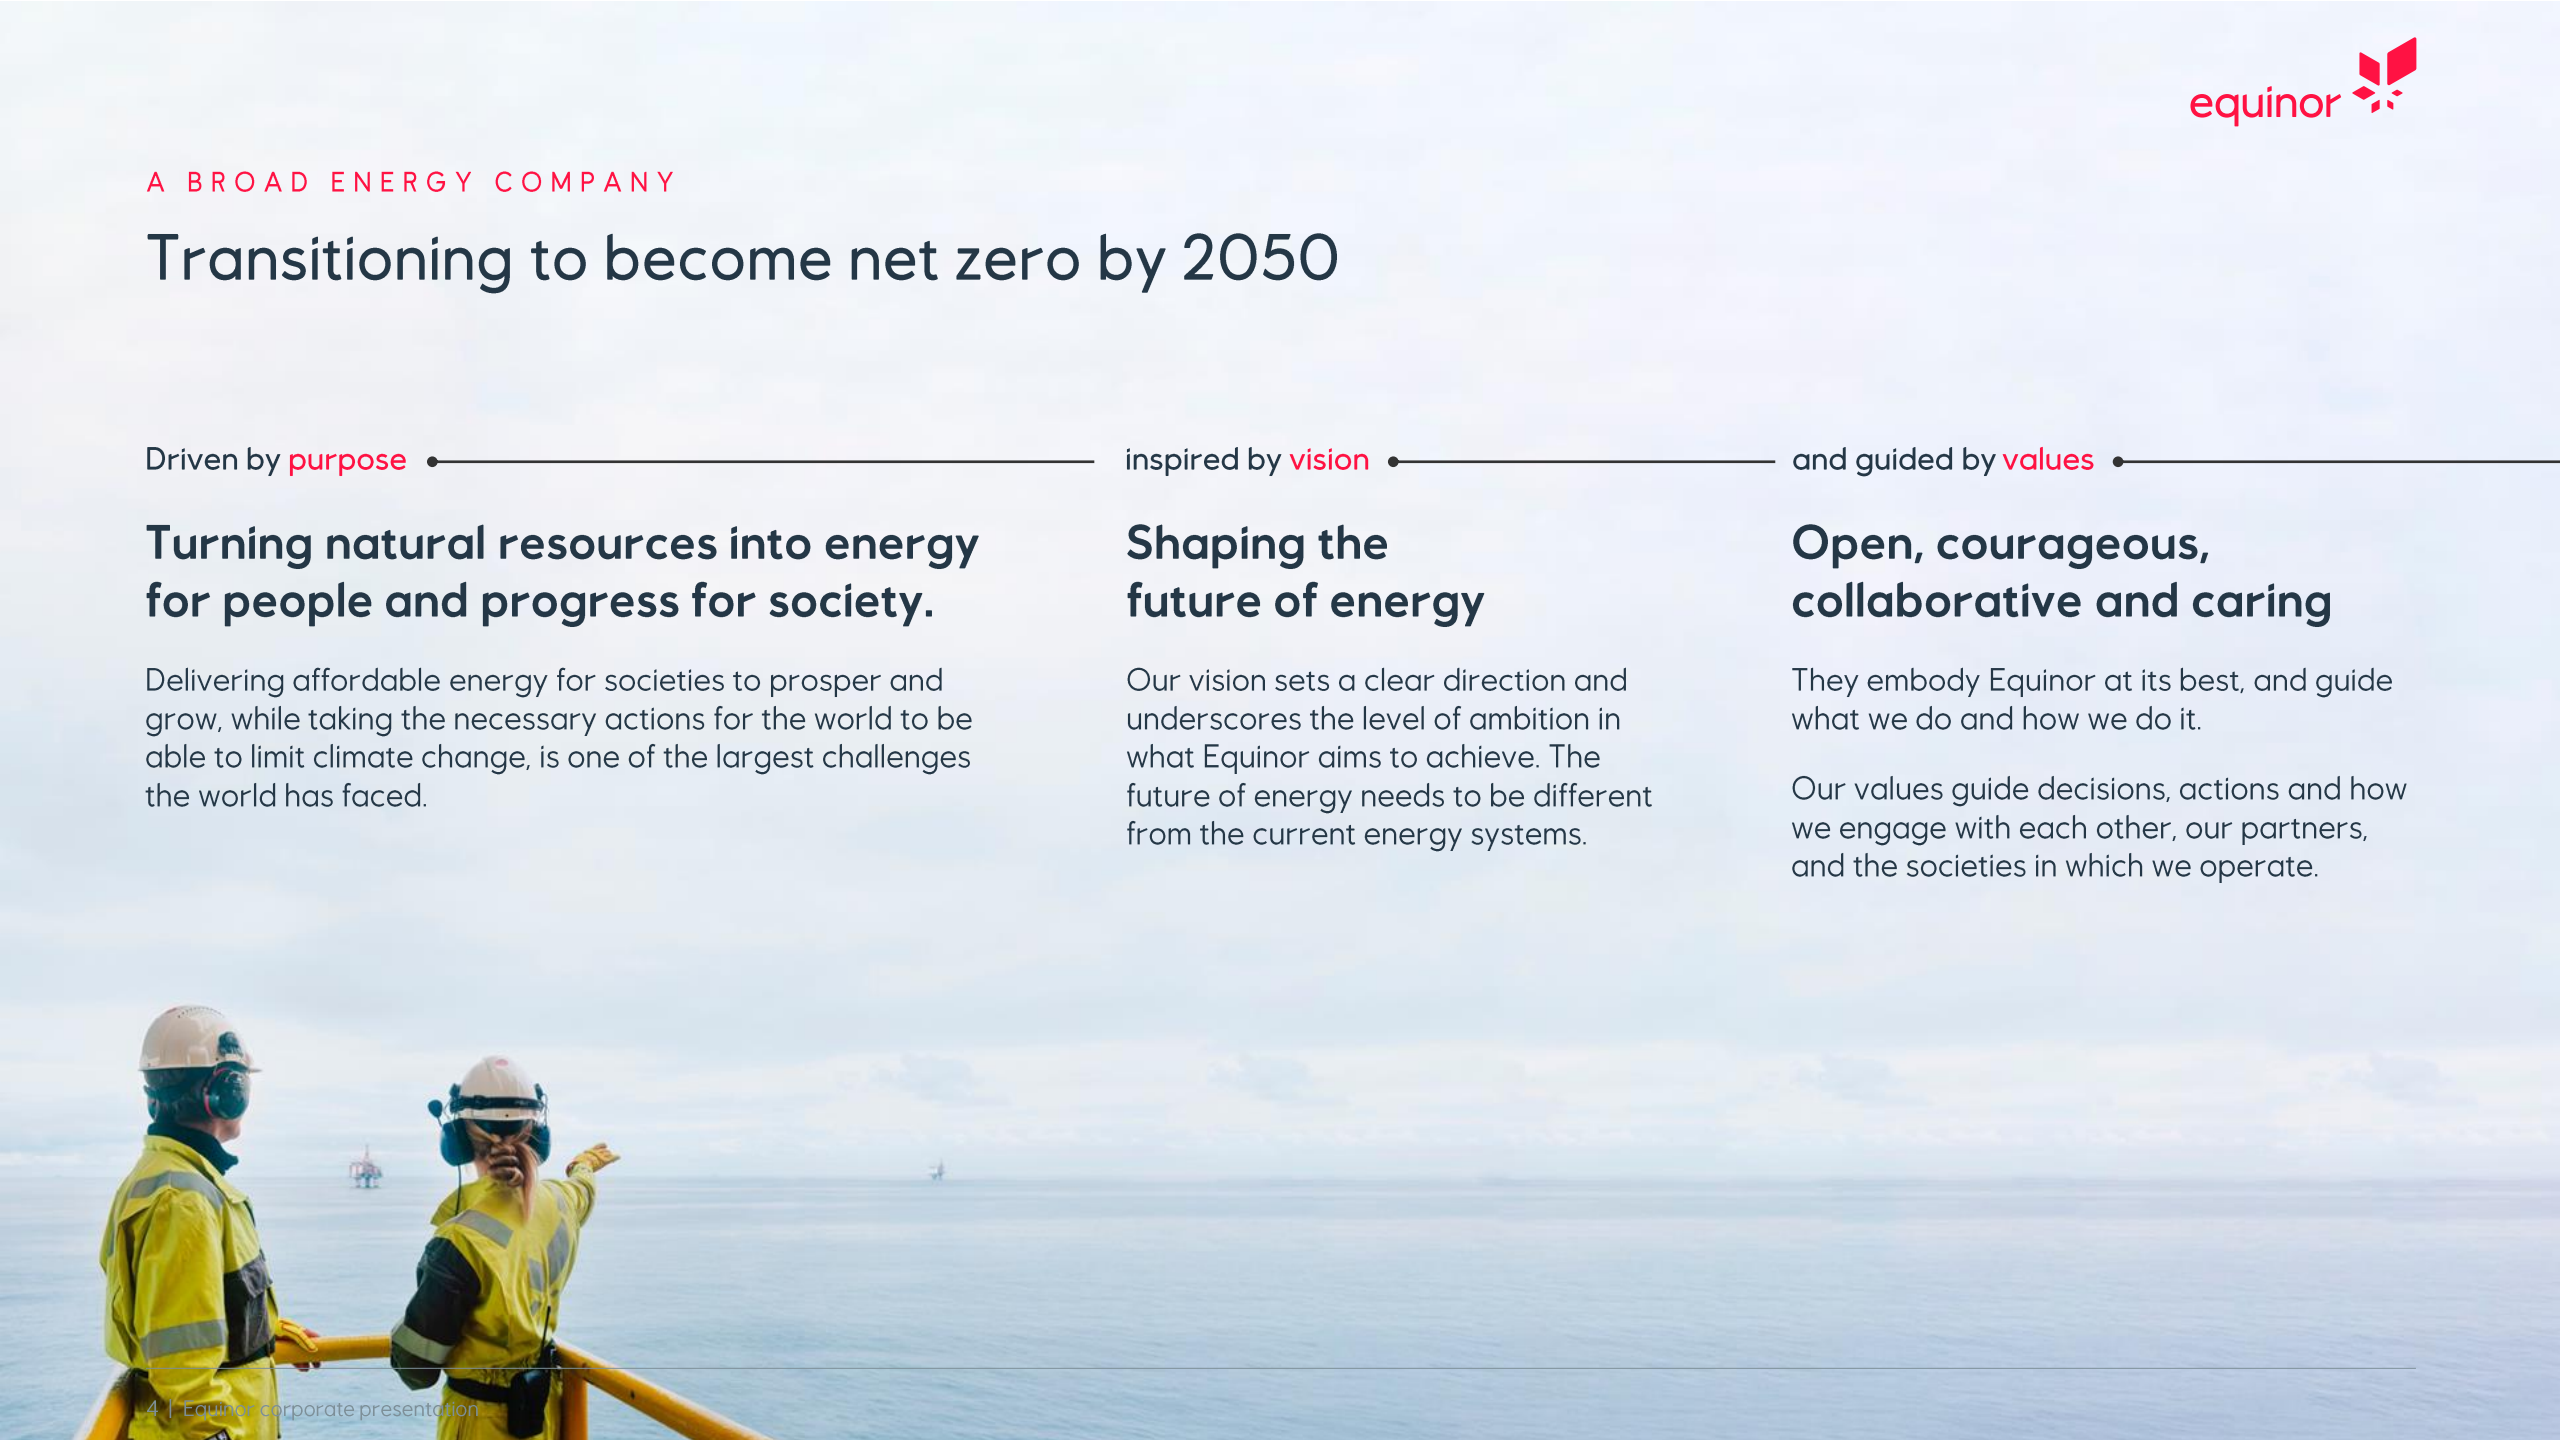 equinor
A BROAD ENERGY COMPANY
Transitioning to become net zero by 2050
Driven by purpose
Turning natural resources into energy
for people and progress for society.
Delivering affordable energy for societies to prosper and
grow, while taking the necessary actions for the world to be
able to limit climate change, is one of the largest challenges
the world has faced.
inspired by vision
Shaping the
future of energy
Our vision sets a clear direction and
underscores the level of ambition in
what Equinor aims to achieve. The
future of energy needs to be different
from the current energy systems.
and guided by values
Open, courageous,
collaborative and caring
They embody Equinor at its best, and guide
what we do and how we do it.
Our values guide decisions, actions and how
we engage with each other, our partners,
and the societies in which we operate.
4 | Equinor corporate presentation